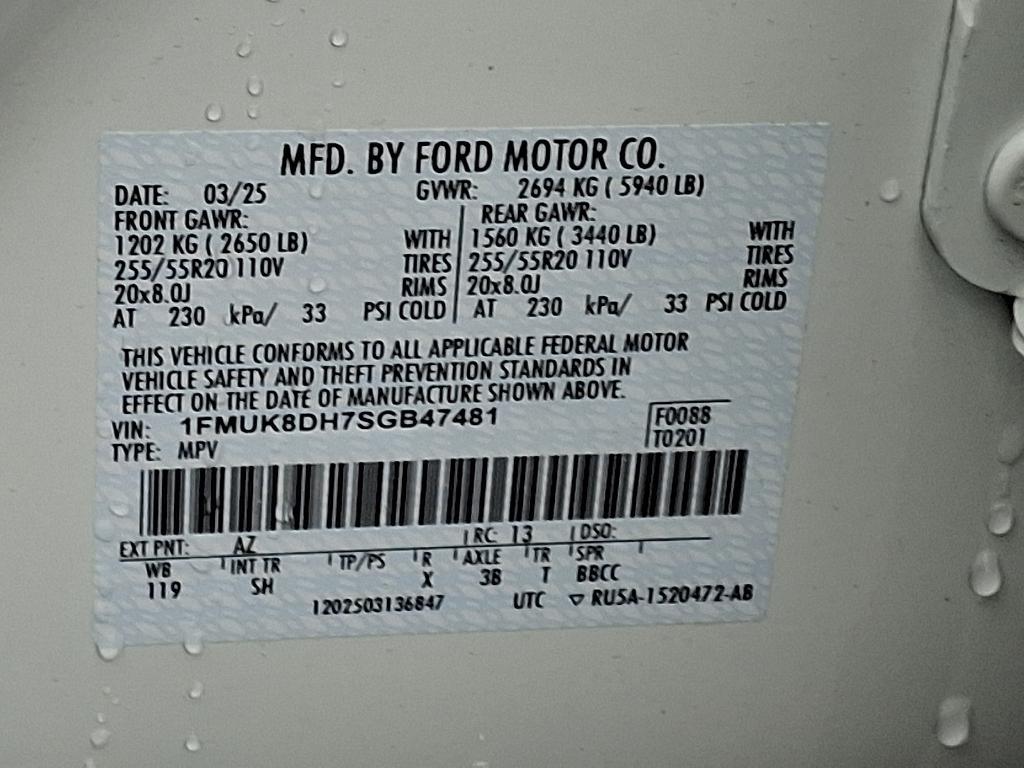 MFD. BY FORD MOTOR CO.
DATE: 03/25 GVWR: 2694 KG ( 5940 LB)
FRONT GAWR: REAR GAWR:
1202 KG ( 2650 LB) WITH 1560 KG ( 3440 LB) WITH
255/55R20 110V TIRES 255/55R20 110V TIRES
20x8.0J RIMS 20x8.0J RIMS
AT 230 kPa/ 33 PSI COLD AT 230 kPa/ 33 PSI COLD
THIS VEHICLE CONFORMS TO ALL APPLICABLE FEDERAL MOTOR
VEHICLE SAFETY AND THEFT PREVENTION STANDARDS IN
EFFECT ON THE DATE OF MANUFACTURE SHOWN ABOVE.
VIN: 1FMUK8DH7SGB47481 F0088
TYPE: MPV T0201
EXT PNT: AZ RC: 13 DSO:
WB INT TR TP/PS R AXLE TR SPR
119 SH X 3B T BBCC
1202503136847 UTC ▽ RU5A-1520472-AB